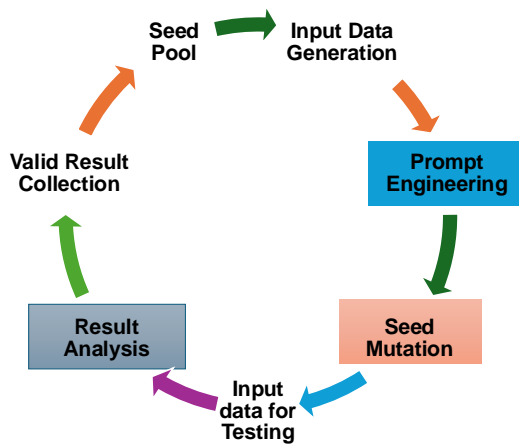 Seed
Pool
Input Data
Generation
Prompt
Engineering
Seed
Mutation
Input
data for
Testing
Result
Analysis
Valid Result
Collection